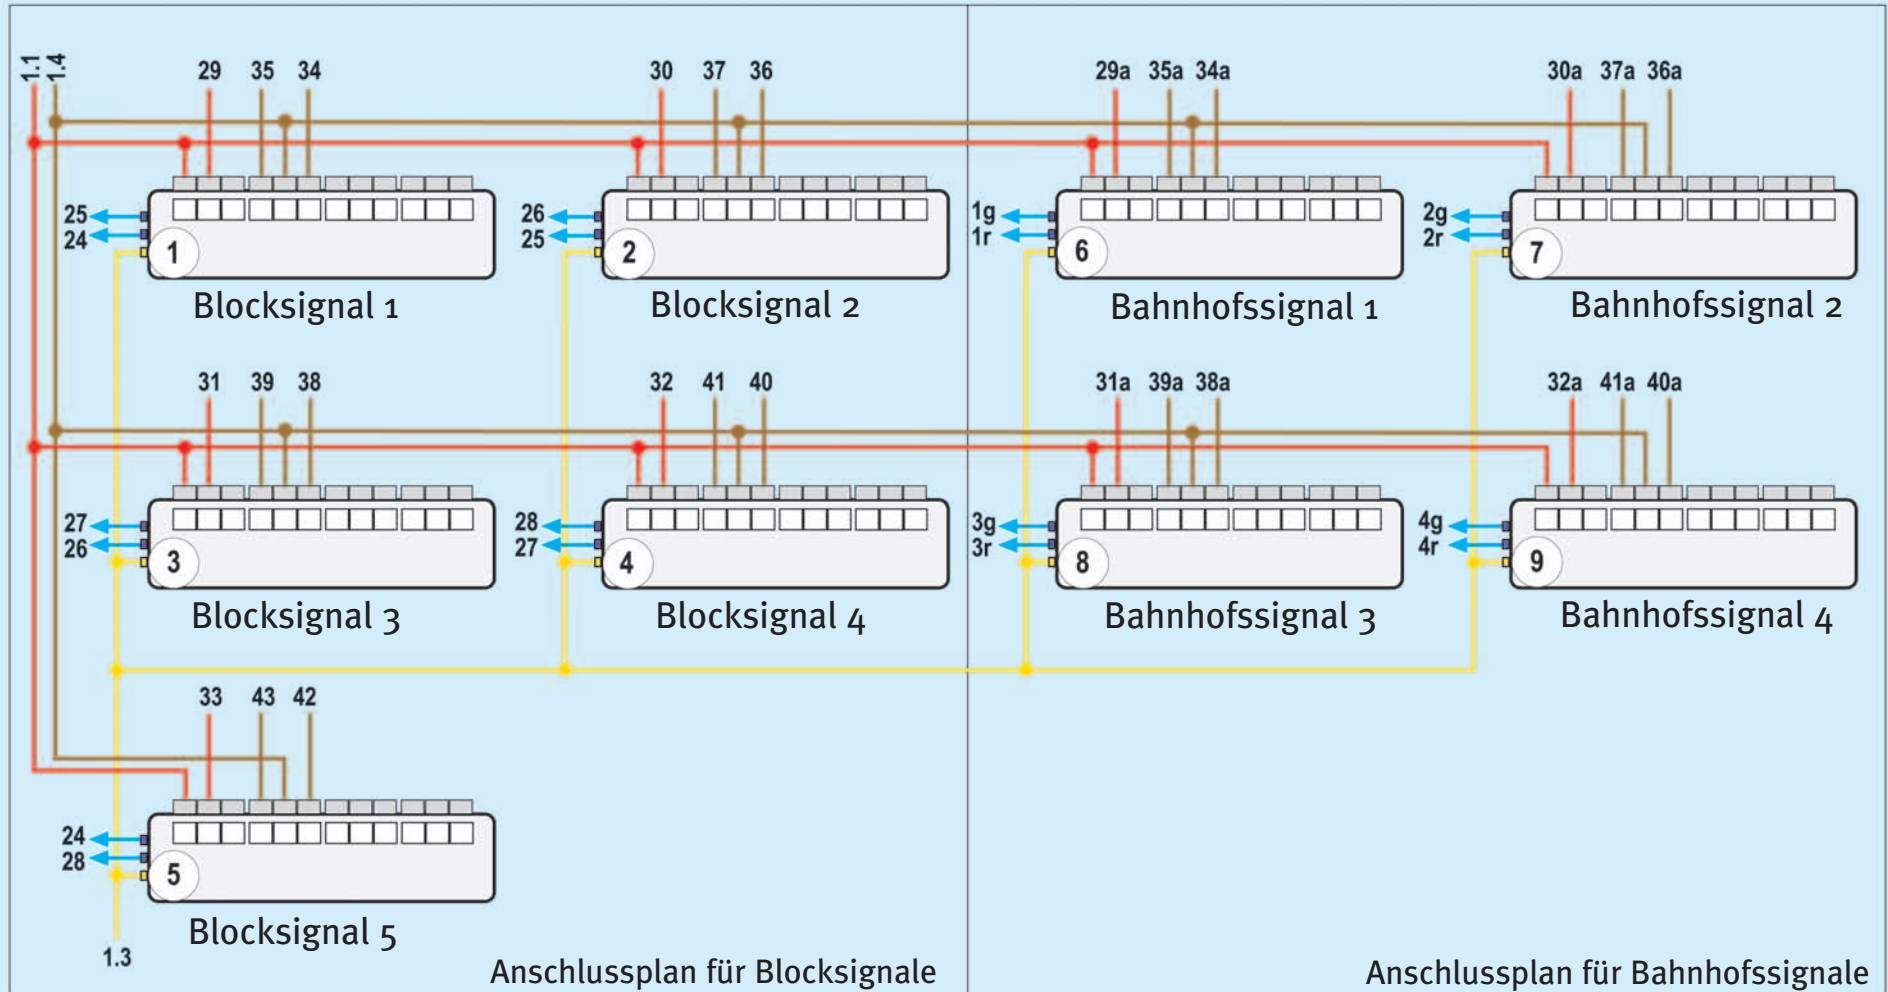 1.1 1.4
29 35 34
30 37 36
29a 35a 34a
30a 37a 36a
25
24
1
Blocksignal 1
26
25
2
Blocksignal 2
1g
1r
6
Bahnhofssignal 1
2g
2r
7
Bahnhofssignal 2
31 39 38
32 41 40
31a 39a 38a
32a 41a 40a
27
26
3
Blocksignal 3
28
27
4
Blocksignal 4
3g
3r
8
Bahnhofssignal 3
4g
4r
9
Bahnhofssignal 4
33 43 42
24
28
5
Blocksignal 5
1.3
Anschlussplan für Blocksignale
Anschlussplan für Bahnhofssignale